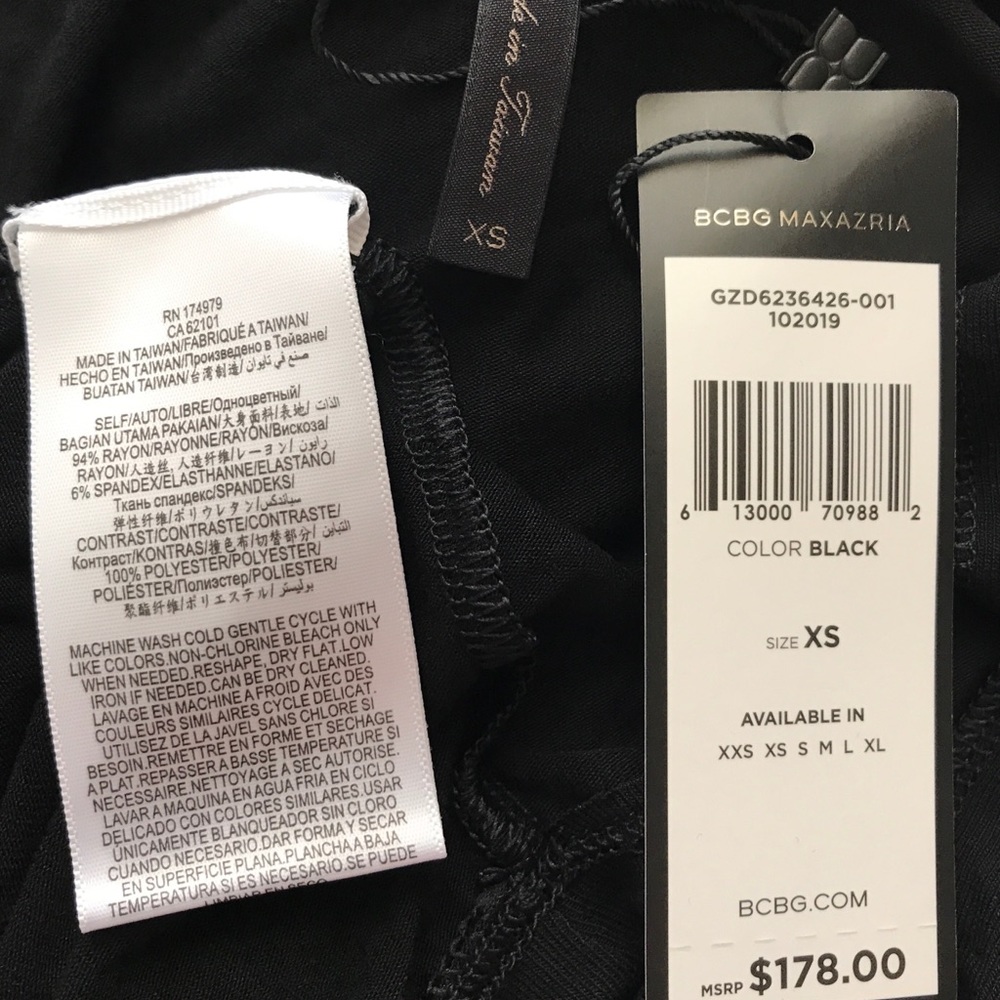 de in Taiwan
XS
RN 174979
CA 62101
MADE IN TAIWAN/FABRIQUÉ A TAIWAN/
HECHO EN TAIWAN/Произведено в Тайване/
BUATAN TAIWAN/台湾制造/ صنع في تايوان
SELF/AUTO/LIBRE/Одноцветный/
BAGIAN UTAMA PAKAIAN/大身面料/表地/ الذات
94% RAYON/RAYONNE/RAYÓN/Вискоза/
RAYON/人造丝, 人造纤维/レーヨン/ رايون
6% SPANDEX/ELASTHANNE/ELASTANO/
Ткань спандекс/SPANDEKS/
弹性纤维/ポリウレタン/سباندكس
CONTRAST/CONTRASTE/CONTRASTE/
Контраст/KONTRAS/撞色布/切替部分/ التباين
100% POLYESTER/POLYESTER/
POLIÉSTER/Полиэстер/POLIESTER/
聚酯纤维/ポリエステル/ بوليستر
MACHINE WASH COLD GENTLE CYCLE WITH
LIKE COLORS.NON-CHLORINE BLEACH ONLY
WHEN NEEDED.RESHAPE, DRY FLAT.LOW
IRON IF NEEDED.CAN BE DRY CLEANED.
LAVAGE EN MACHINE A FROID AVEC DES
COULEURS SIMILAIRES CYCLE DELICAT.
UTILISEZ DE LA JAVEL SANS CHLORE SI
BESOIN.REMETTRE EN FORME ET SECHAGE
A PLAT.REPASSER A BASSE TEMPERATURE SI
NECESSAIRE.NETTOYAGE A SEC AUTORISE.
LAVAR A MAQUINA EN AGUA FRIA EN CICLO
DELICADO CON COLORES SIMILARES.USAR
ÚNICAMENTE BLANQUEADOR SIN CLORO
CUANDO NECESARIO.DAR FORMA Y SECAR
EN SUPERFICIE PLANA.PLANCHA A BAJA
TEMPERATURA SI ES NECESARIO.SE PUEDE
LIMPIAR EN SECO
BCBGMAXAZRIA
GZD6236426-001
102019
6 13000 70988 2
COLOR BLACK
SIZE XS
AVAILABLE IN
XXS XS S M L XL
BCBG.COM
MSRP $178.00